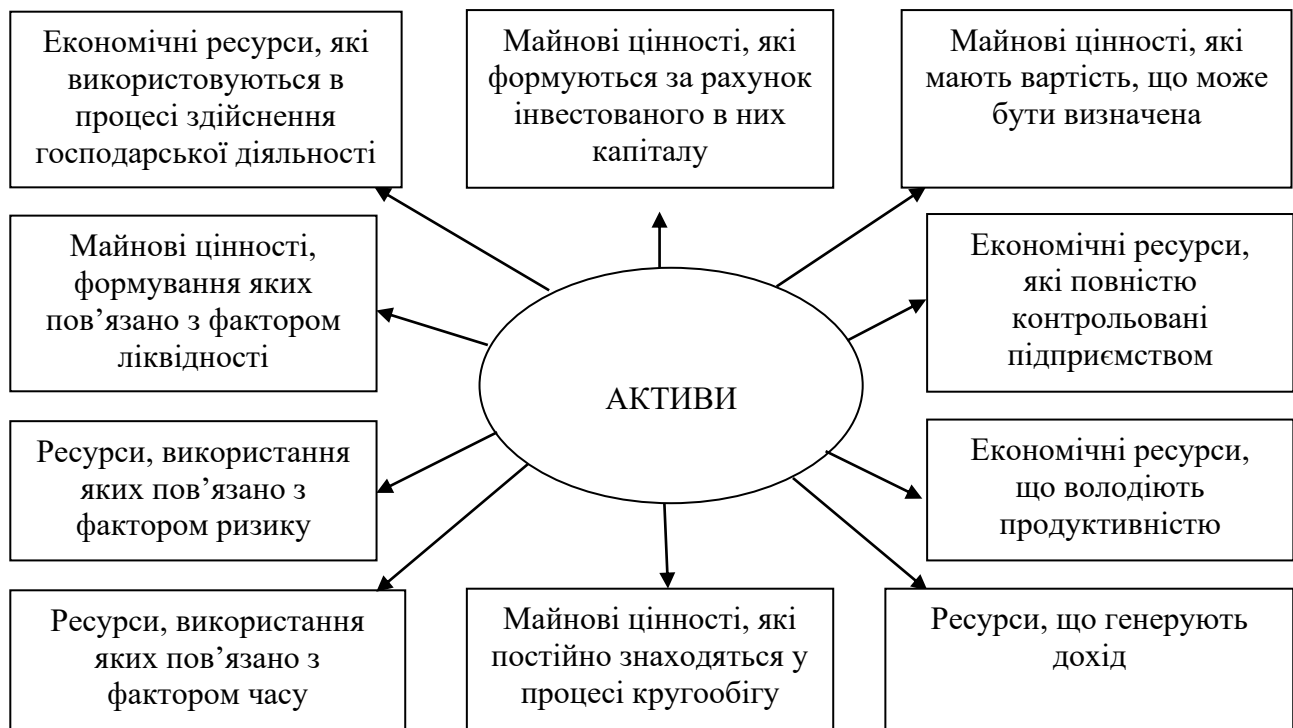 Економічні ресурси, які
використовуються в
процесі здійснення
господарської діяльності
Майнові цінності, які
формуються за рахунок
інвестованого в них
капіталу
Майнові цінності, які
мають вартість, що може
бути визначена
Майнові цінності,
формування яких
пов’язано з фактором
ліквідності
Економічні ресурси,
які повністю
контрольовані
підприємством
АКТИВИ
Ресурси, використання
яких пов’язано з
фактором ризику
Економічні ресурси,
що володіють
продуктивністю
Ресурси, використання
яких пов’язано з
фактором часу
Майнові цінності, які
постійно знаходяться у
процесі кругообігу
Ресурси, що генерують
дохід